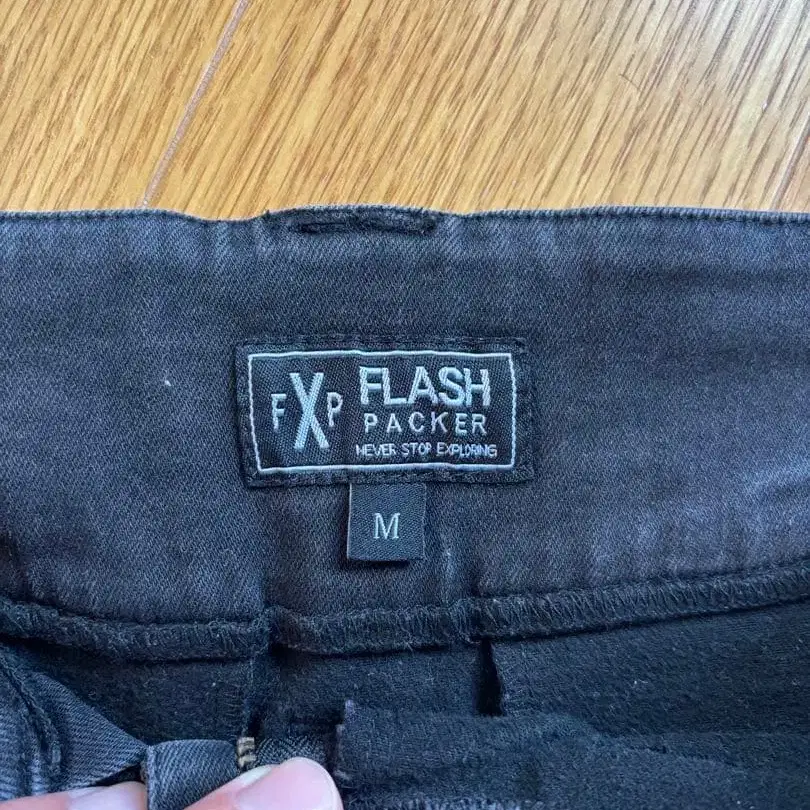 FXP
FLASH
PACKER
NEVER STOP EXPLORING
M